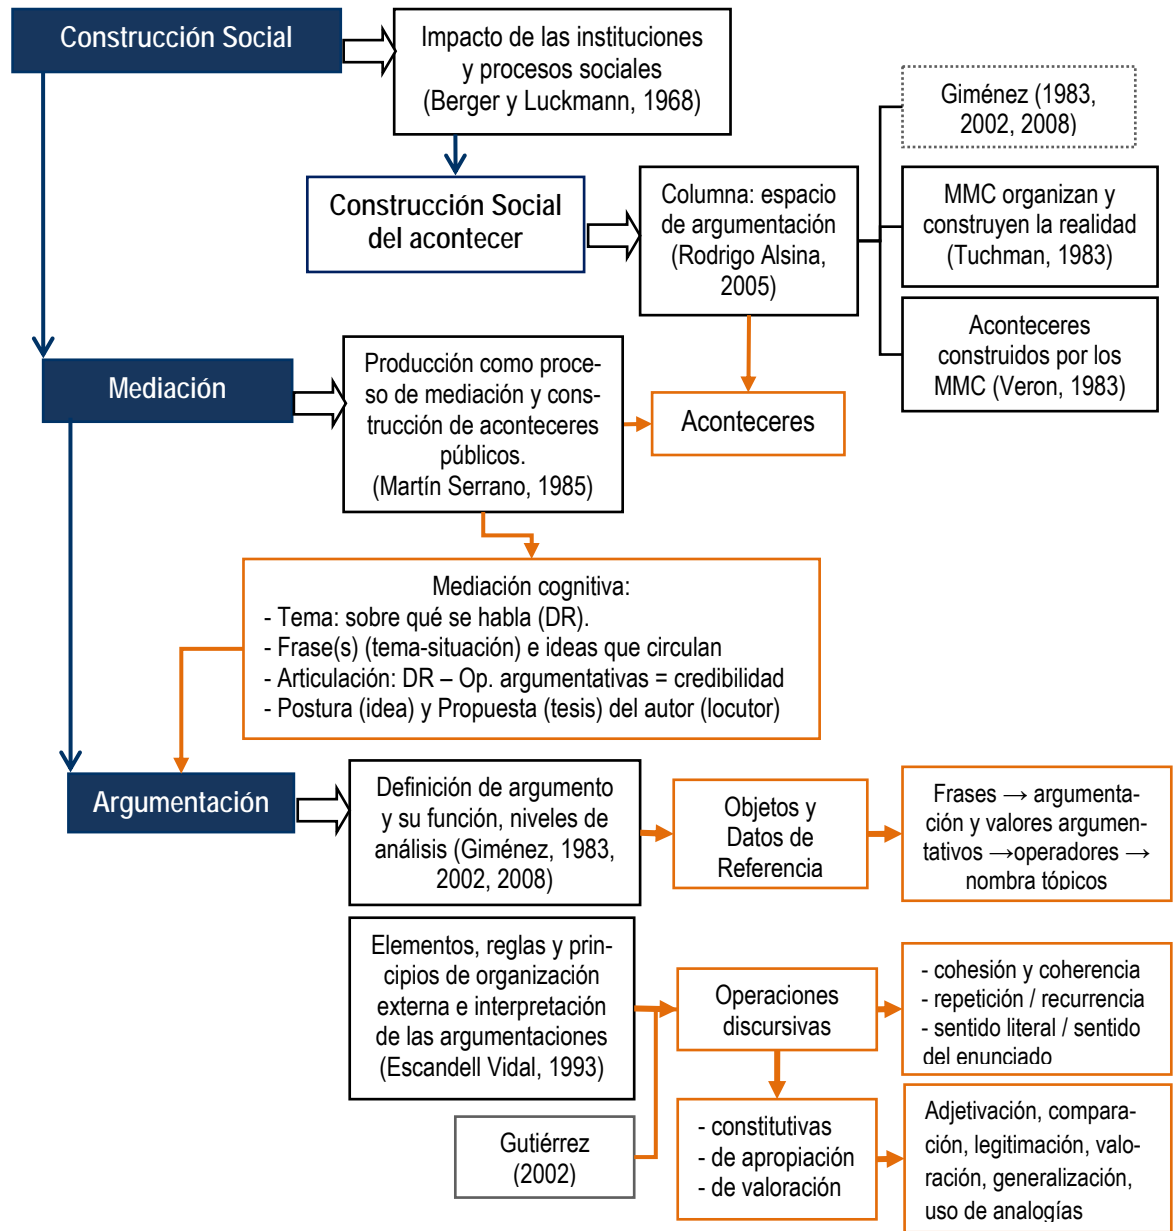 Construcción Social
Impacto de las instituciones
y procesos sociales
(Berger y Luckmann, 1968)
Giménez (1983,
2002, 2008)
Construcción Social
del acontecer
Columna: espacio
de argumentación
(Rodrigo Alsina,
2005)
MMC organizan y
construyen la realidad
(Tuchman, 1983)
Aconteceres
construidos por los
MMC (Veron, 1983)
Mediación
Producción como proce-
so de mediación y cons-
trucción de aconteceres
públicos.
(Martín Serrano, 1985)
Aconteceres
Mediación cognitiva:
- Tema: sobre qué se habla (DR).
- Frase(s) (tema-situación) e ideas que circulan
- Articulación: DR – Op. argumentativas = credibilidad
- Postura (idea) y Propuesta (tesis) del autor (locutor)
Argumentación
Definición de argumento
y su función, niveles de
análisis (Giménez, 1983,
2002, 2008)
Objetos y
Datos de
Referencia
Frases → argumenta-
ción y valores argumen-
tativos →operadores →
nombra tópicos
Elementos, reglas y prin-
cipios de organización
externa e interpretación
de las argumentaciones
(Escandell Vidal, 1993)
Operaciones
discursivas
- cohesión y coherencia
- repetición / recurrencia
- sentido literal / sentido
del enunciado
Gutiérrez
(2002)
- constitutivas
- de apropiación
- de valoración
Adjetivación, compara-
ción, legitimación, valo-
ración, generalización,
uso de analogías